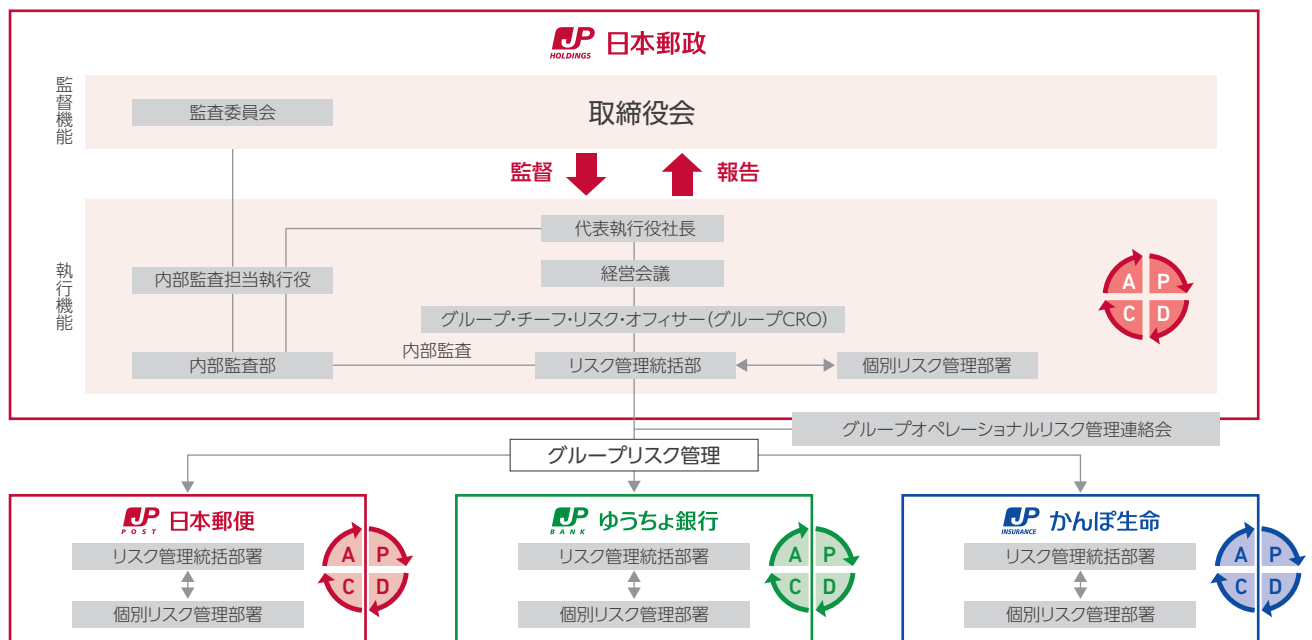 JP
HOLDINGS
日本郵政
監督機能
監査委員会
取締役会
監督
報告
執行機能
代表執行役社長
内部監査担当執行役
経営会議
グループ・チーフ・リスク・オフィサー(グループCRO)
内部監査部
内部監査
リスク管理統括部
個別リスク管理部署
A P
C D
グループオペレーショナルリスク管理連絡会
グループリスク管理
JP
POST
日本郵便
リスク管理統括部署
個別リスク管理部署
A P
C D
JP
BANK
ゆうちょ銀行
リスク管理統括部署
個別リスク管理部署
A P
C D
JP
INSURANCE
かんぽ生命
リスク管理統括部署
個別リスク管理部署
A P
C D